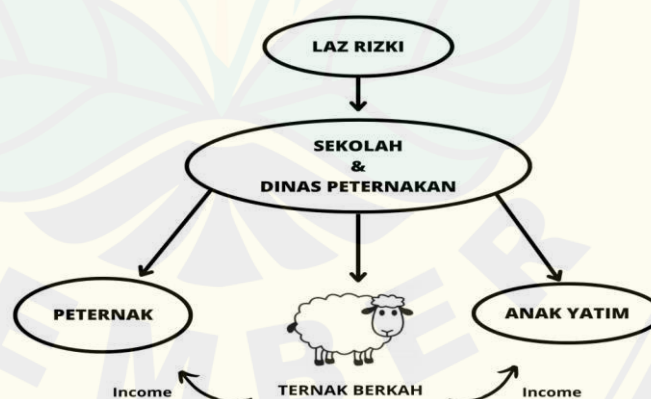 LAZ RIZKI
SEKOLAH
&
DINAS PETERNAKAN
PETERNAK
ANAK YATIM
Income
TERNAK BERKAH
Income